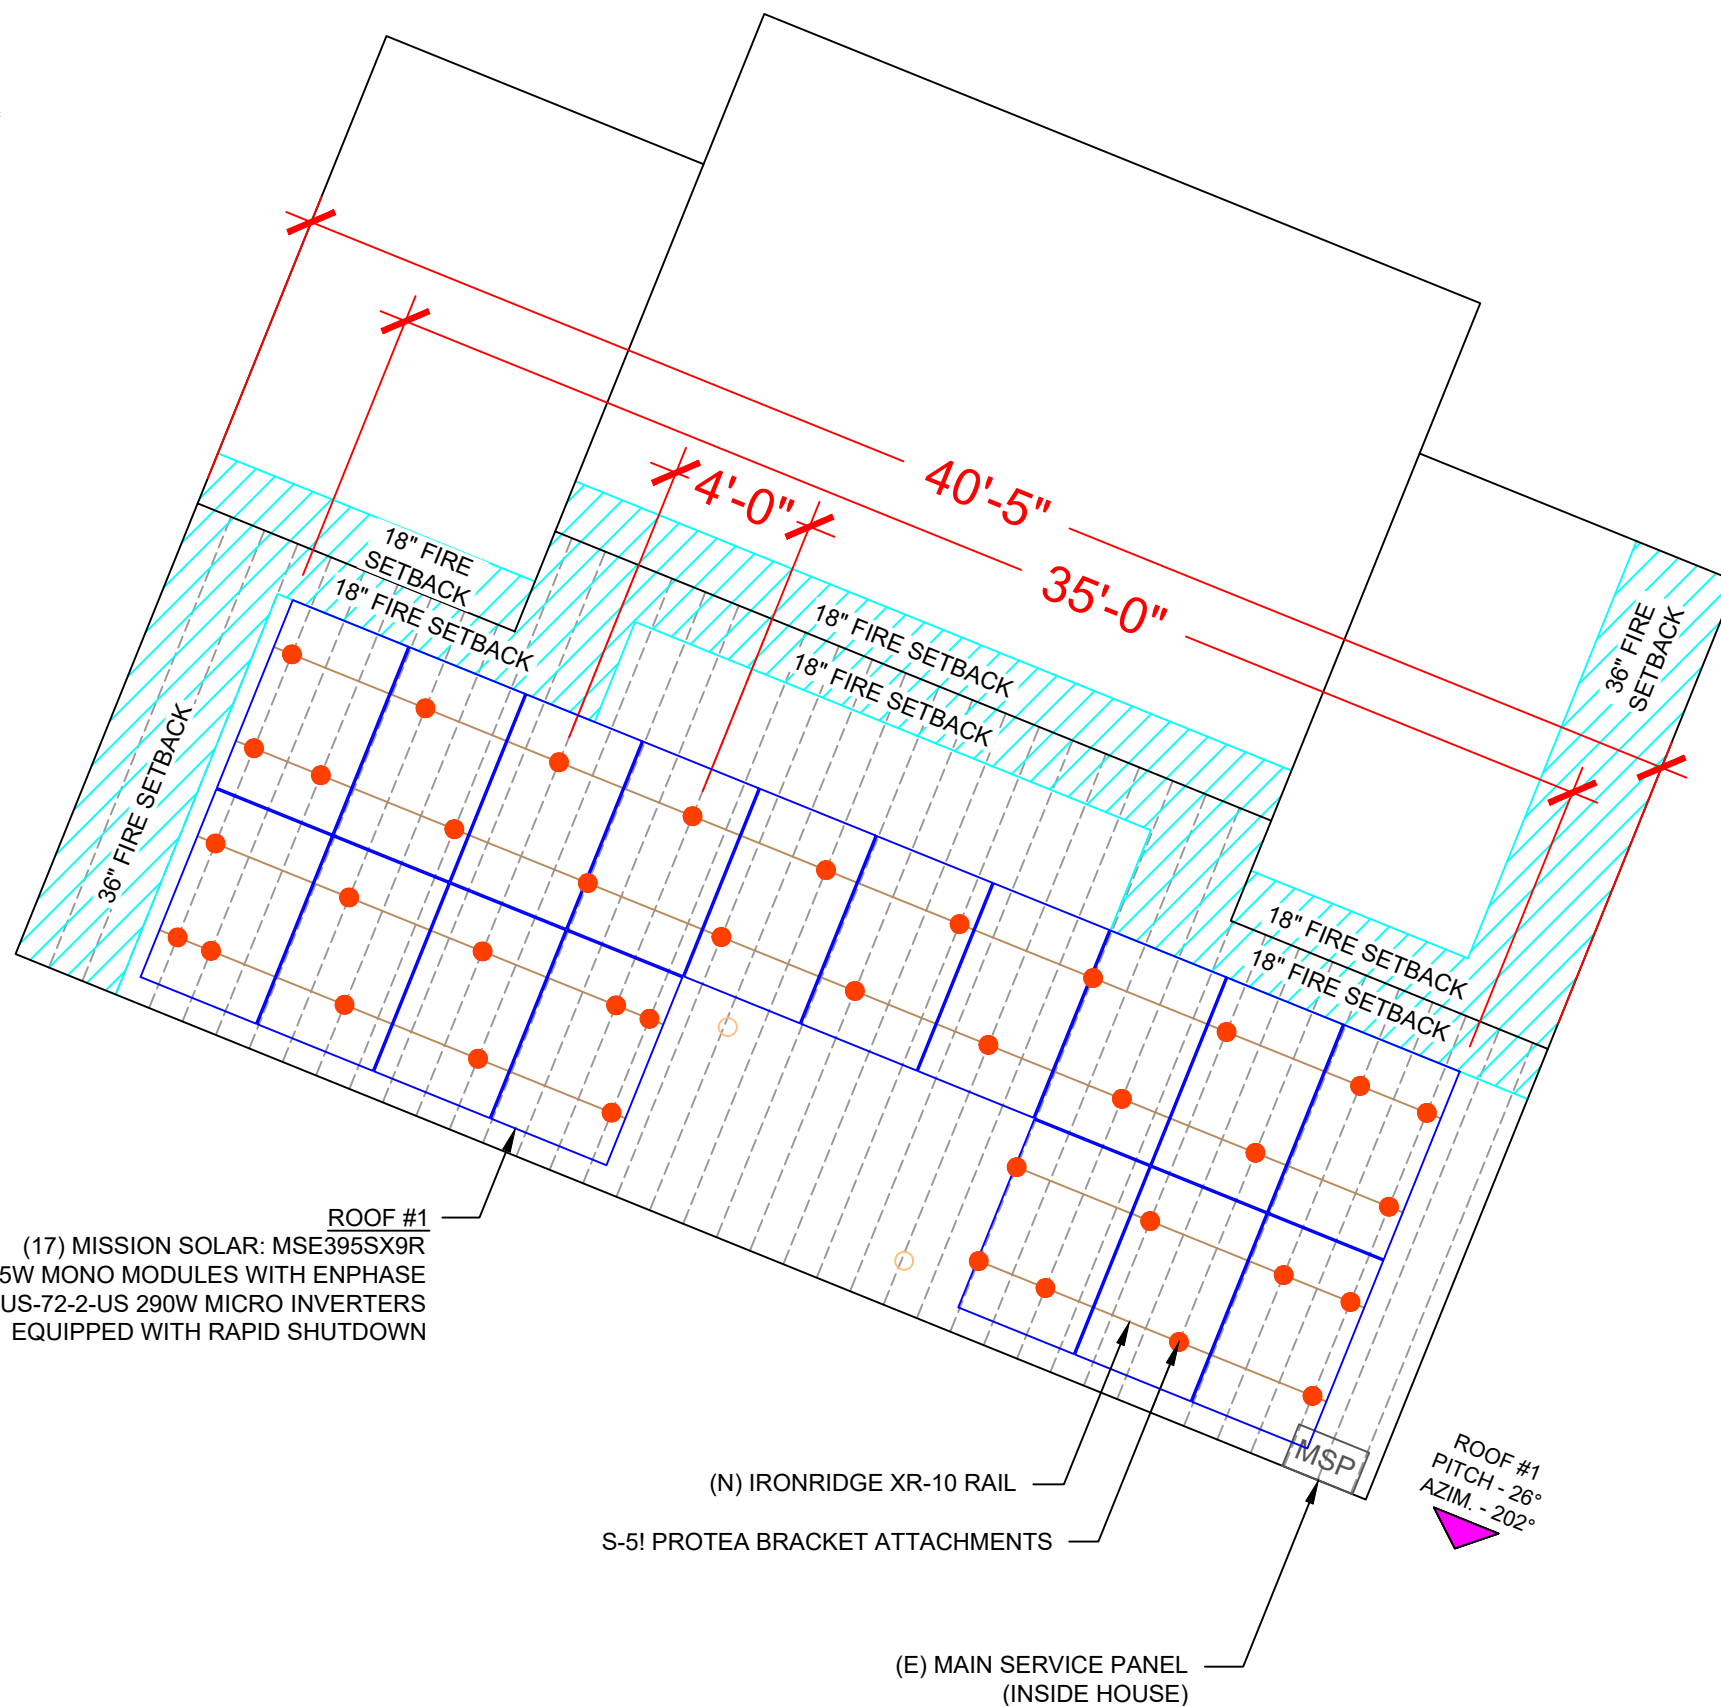 40'-5"
4'-0"
35'-0"
18" FIRE
SETBACK
18" FIRE SETBACK
18" FIRE SETBACK
18" FIRE SETBACK
36" FIRE
SETBACK
36" FIRE SETBACK
18" FIRE SETBACK
18" FIRE SETBACK
ROOF #1
(17) MISSION SOLAR: MSE395SX9R
5W MONO MODULES WITH ENPHASE
US-72-2-US 290W MICRO INVERTERS
EQUIPPED WITH RAPID SHUTDOWN
(N) IRONRIDGE XR-10 RAIL
S-5! PROTEA BRACKET ATTACHMENTS
MSP
ROOF #1
PITCH - 26°
AZIM. - 202°
(E) MAIN SERVICE PANEL
(INSIDE HOUSE)